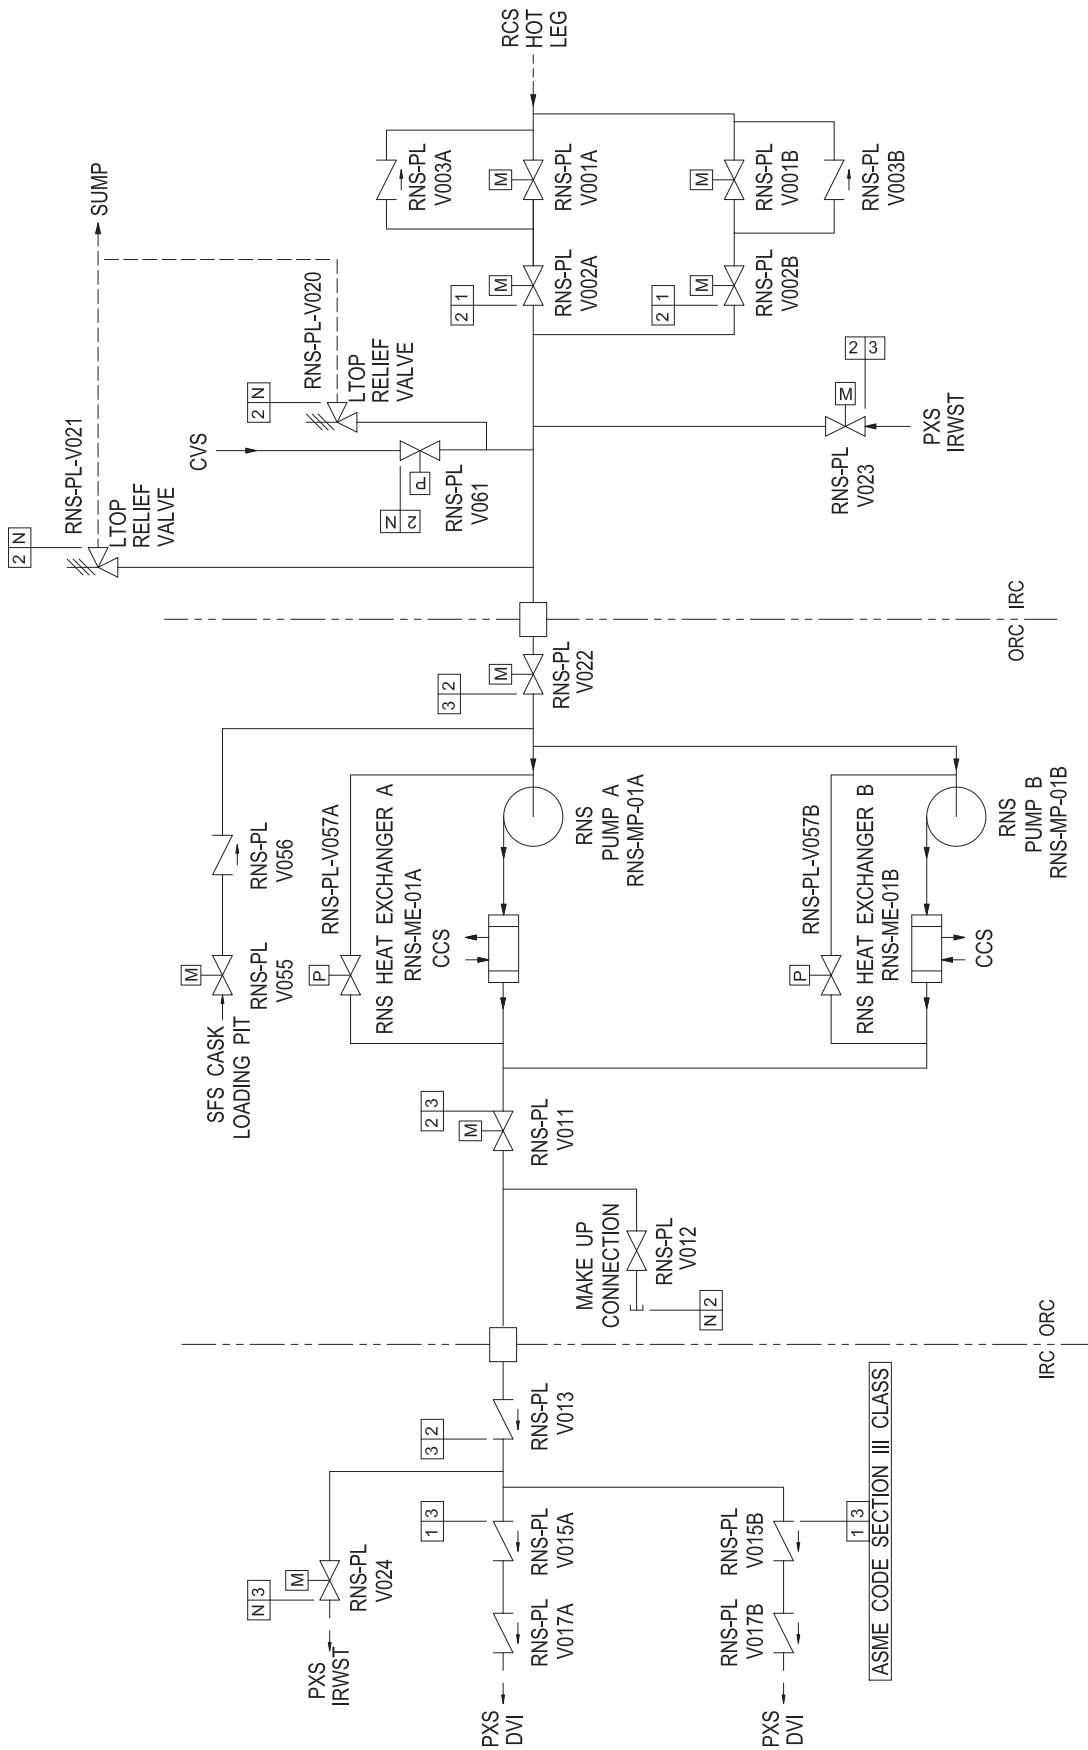 PXS
IRWST
N 3
M
RNS-PL
V024
PXS
DVI
RNS-PL
V017A
RNS-PL
V015A
1 3
3 2
RNS-PL
V013
PXS
DVI
RNS-PL
V017B
RNS-PL
V015B
1 3
ASME CODE SECTION III CLASS
IRC ORC
MAKE UP
CONNECTION
RNS-PL
V012
N 2
2 3
M
RNS-PL
V011
SFS CASK
LOADING PIT
M
RNS-PL
V055
RNS-PL
V056
P
RNS-PL-V057A
RNS HEAT EXCHANGER A
RNS-ME-01A
CCS
RNS
PUMP A
RNS-MP-01A
P
RNS-PL-V057B
RNS HEAT EXCHANGER B
RNS-ME-01B
CCS
RNS
PUMP B
RNS-MP-01B
3 2
M
RNS-PL
V022
ORC IRC
2 N
RNS-PL-V021
LTOP
RELIEF
VALVE
SUMP
CVS
N 2
P
RNS-PL
V061
2 N
RNS-PL-V020
LTOP
RELIEF
VALVE
2 3
M
RNS-PL
V023
PXS
IRWST
2 1
M
RNS-PL
V002A
2 1
M
RNS-PL
V002B
RNS-PL
V003A
M
RNS-PL
V001A
M
RNS-PL
V001B
RNS-PL
V003B
RCS
HOT
LEG